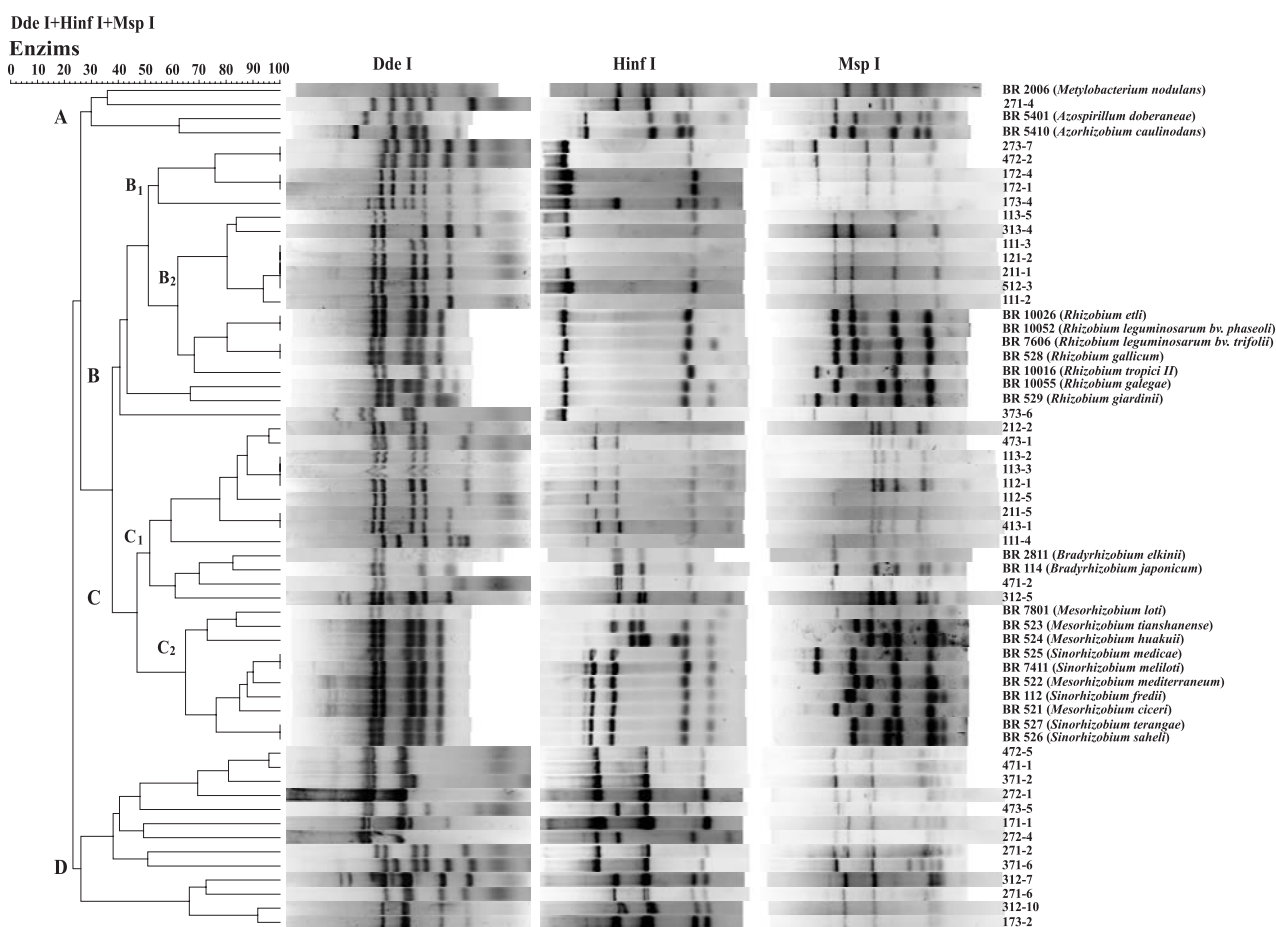 Dde I+Hinf I+Msp I
Enzims
0 10 20 30 40 50 60 70 80 90 100
Dde I Hinf I Msp I
A
B1
B2
B
C1
C
C2
D
BR 2006 (Metylobacterium nodulans)
271-4
BR 5401 (Azospirillum doberaneae)
BR 5410 (Azorhizobium caulinodans)
273-7
472-2
172-4
172-1
173-4
113-5
313-4
111-3
121-2
211-1
512-3
111-2
BR 10026 (Rhizobium etli)
BR 10052 (Rhizobium leguminosarum bv. phaseoli)
BR 7606 (Rhizobium leguminosarum bv. trifolii)
BR 528 (Rhizobium gallicum)
BR 10016 (Rhizobium tropici II)
BR 10055 (Rhizobium galegae)
BR 529 (Rhizobium giardinii)
373-6
212-2
473-1
113-2
113-3
112-1
112-5
211-5
413-1
111-4
BR 2811 (Bradyrhizobium elkinii)
BR 114 (Bradyrhizobium japonicum)
471-2
312-5
BR 7801 (Mesorhizobium loti)
BR 523 (Mesorhizobium tianshanense)
BR 524 (Mesorhizobium huakuii)
BR 525 (Sinorhizobium medicae)
BR 7411 (Sinorhizobium meliloti)
BR 522 (Mesorhizobium mediterraneum)
BR 112 (Sinorhizobium fredii)
BR 521 (Mesorhizobium ciceri)
BR 527 (Sinorhizobium terangae)
BR 526 (Sinorhizobium saheli)
472-5
471-1
371-2
272-1
473-5
171-1
272-4
271-2
371-6
312-7
271-6
312-10
173-2